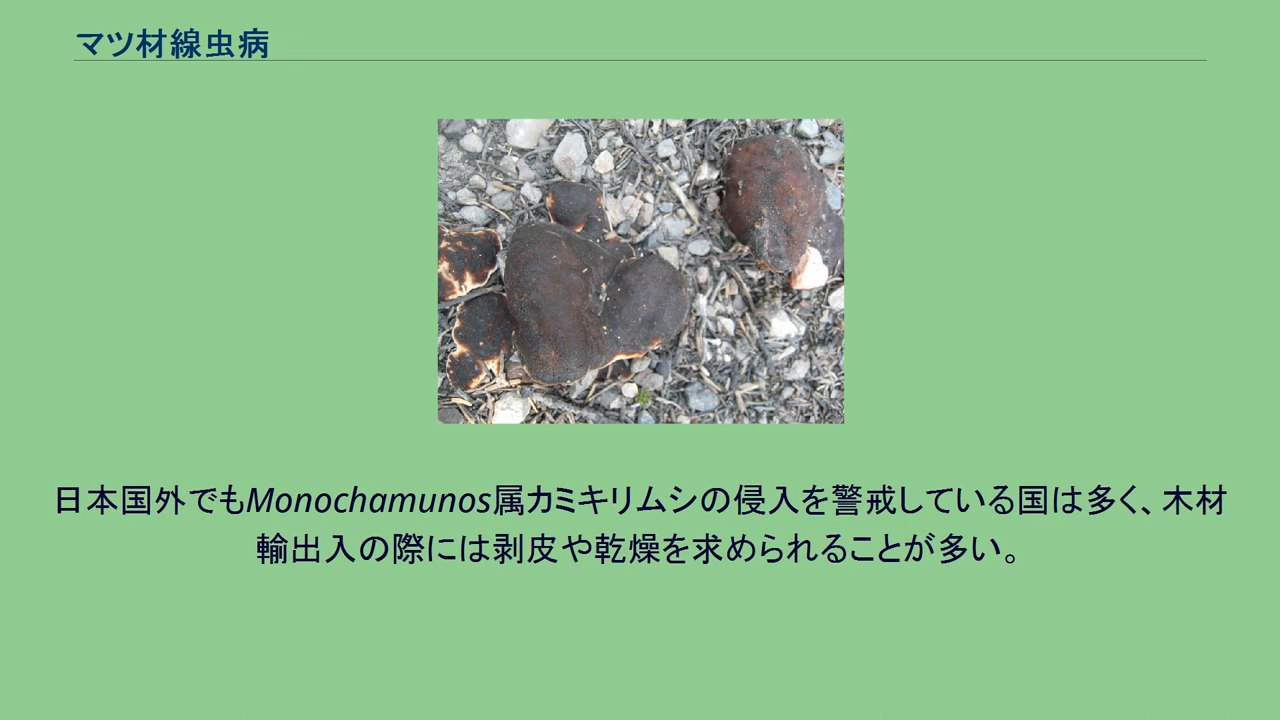 マツ材線虫病
日本国外でもMonochamunos属カミキリムシの侵入を警戒している国は多く、木材
輸出入の際には剥皮や乾燥を求められることが多い。